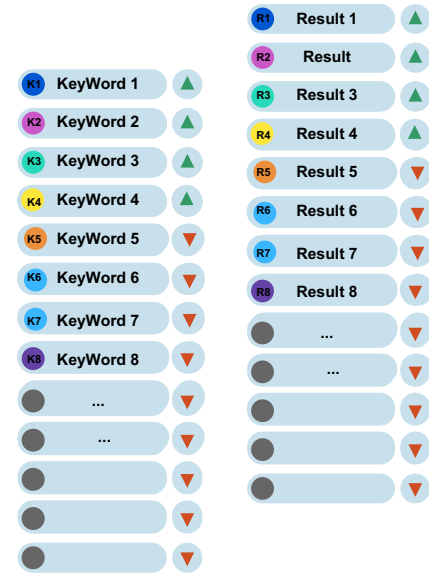 K1 KeyWord 1
K2 KeyWord 2
K3 KeyWord 3
K4 KeyWord 4
K5 KeyWord 5
K6 KeyWord 6
K7 KeyWord 7
K8 KeyWord 8
...
...
R1 Result 1
R2 Result
R3 Result 3
R4 Result 4
R5 Result 5
R6 Result 6
R7 Result 7
R8 Result 8
...
...